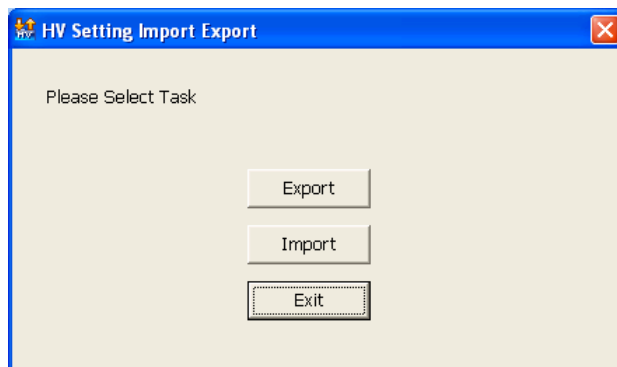 HV Setting Import Export
Please Select Task
Export
Import
Exit